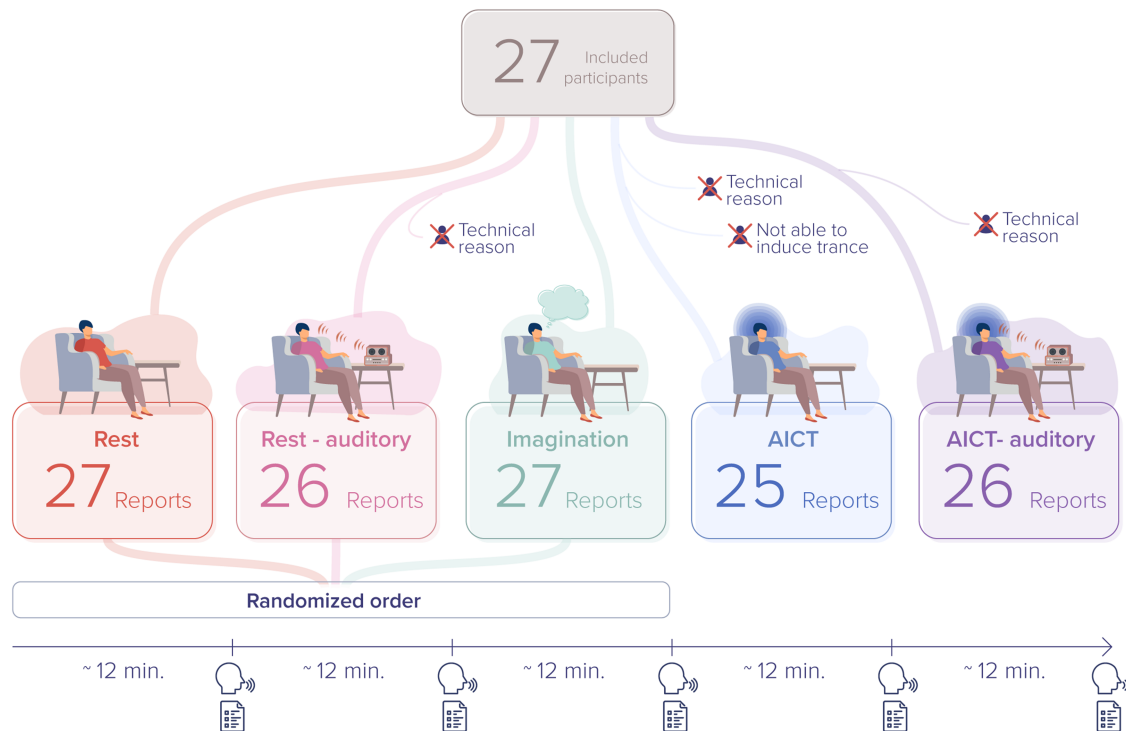 27 Included
participants
Technical
reason
Not able to
induce trance
Technical
reason
Technical
reason
Rest
27 Reports
Rest - auditory
26 Reports
Imagination
27 Reports
AICT
25 Reports
AICT- auditory
26 Reports
Randomized order
~ 12 min.
~ 12 min.
~ 12 min.
~ 12 min.
~ 12 min.